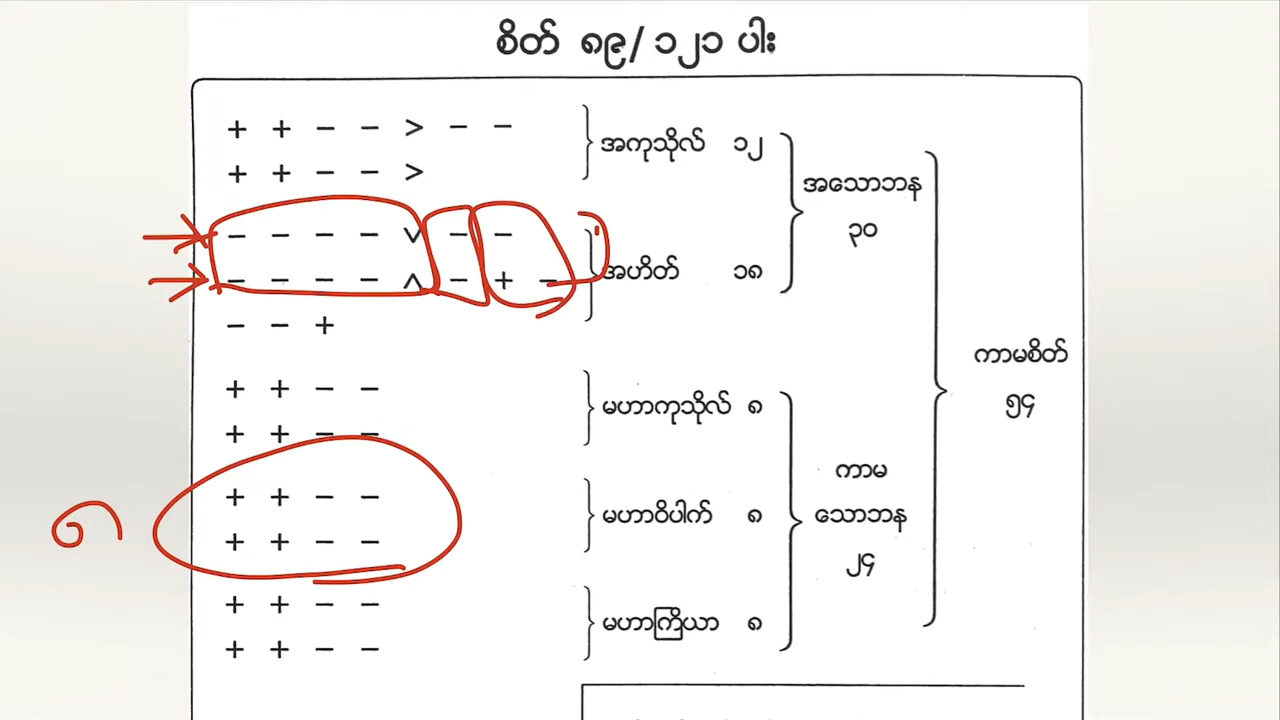 စိတ် ၈၉/၁၂၁ ပါး
+ + − − > − −
+ + − − >
အကုသိုလ် ၁၂
− − − − ∨ − −
− − − − ∧ − + −
− − +
အဟိတ် ၁၈
အသောဘန
၃၀
+ + − −
+ + − −
မဟာကုသိုလ် ၈
+ + − −
+ + − −
မဟာဝိပါက် ၈
+ + − −
+ + − −
မဟာကြိယာ ၈
ကာမ
သောဘန
၂၄
ကာမစိတ်
၅၄